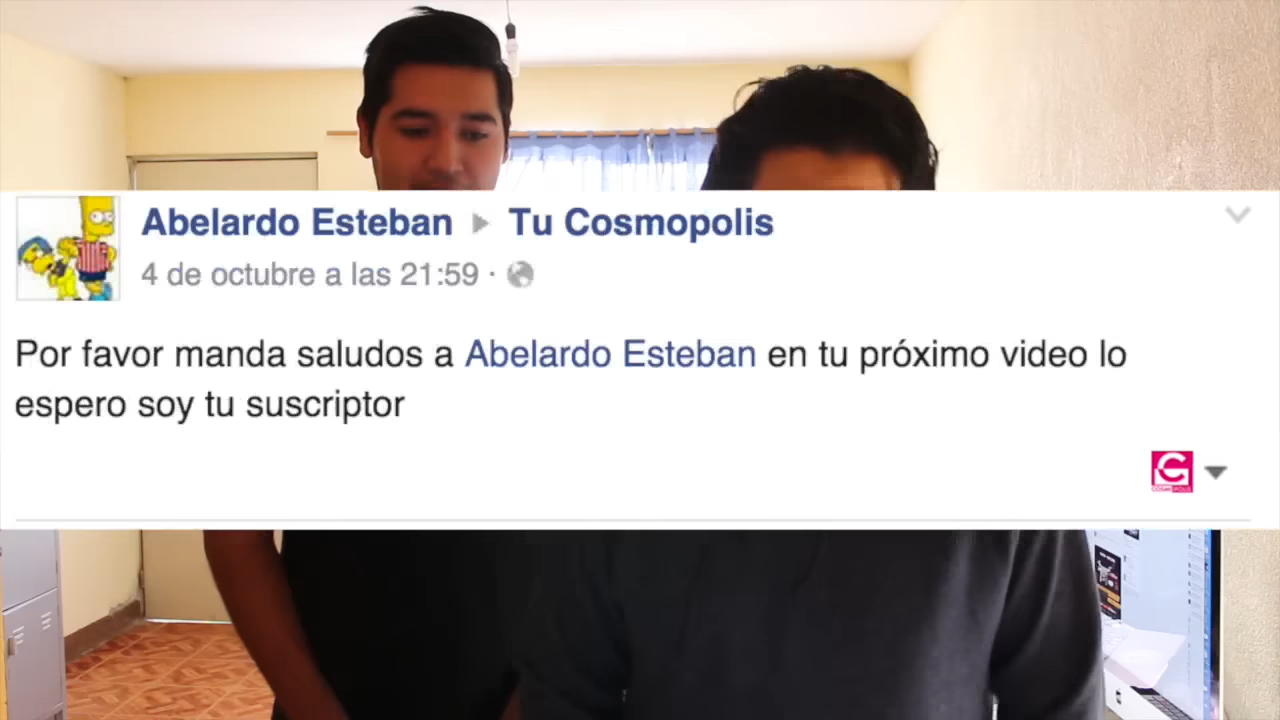 Abelardo Esteban ▸ Tu Cosmopolis
4 de octubre a las 21:59 ·
Por favor manda saludos a Abelardo Esteban en tu próximo video lo
espero soy tu suscriptor